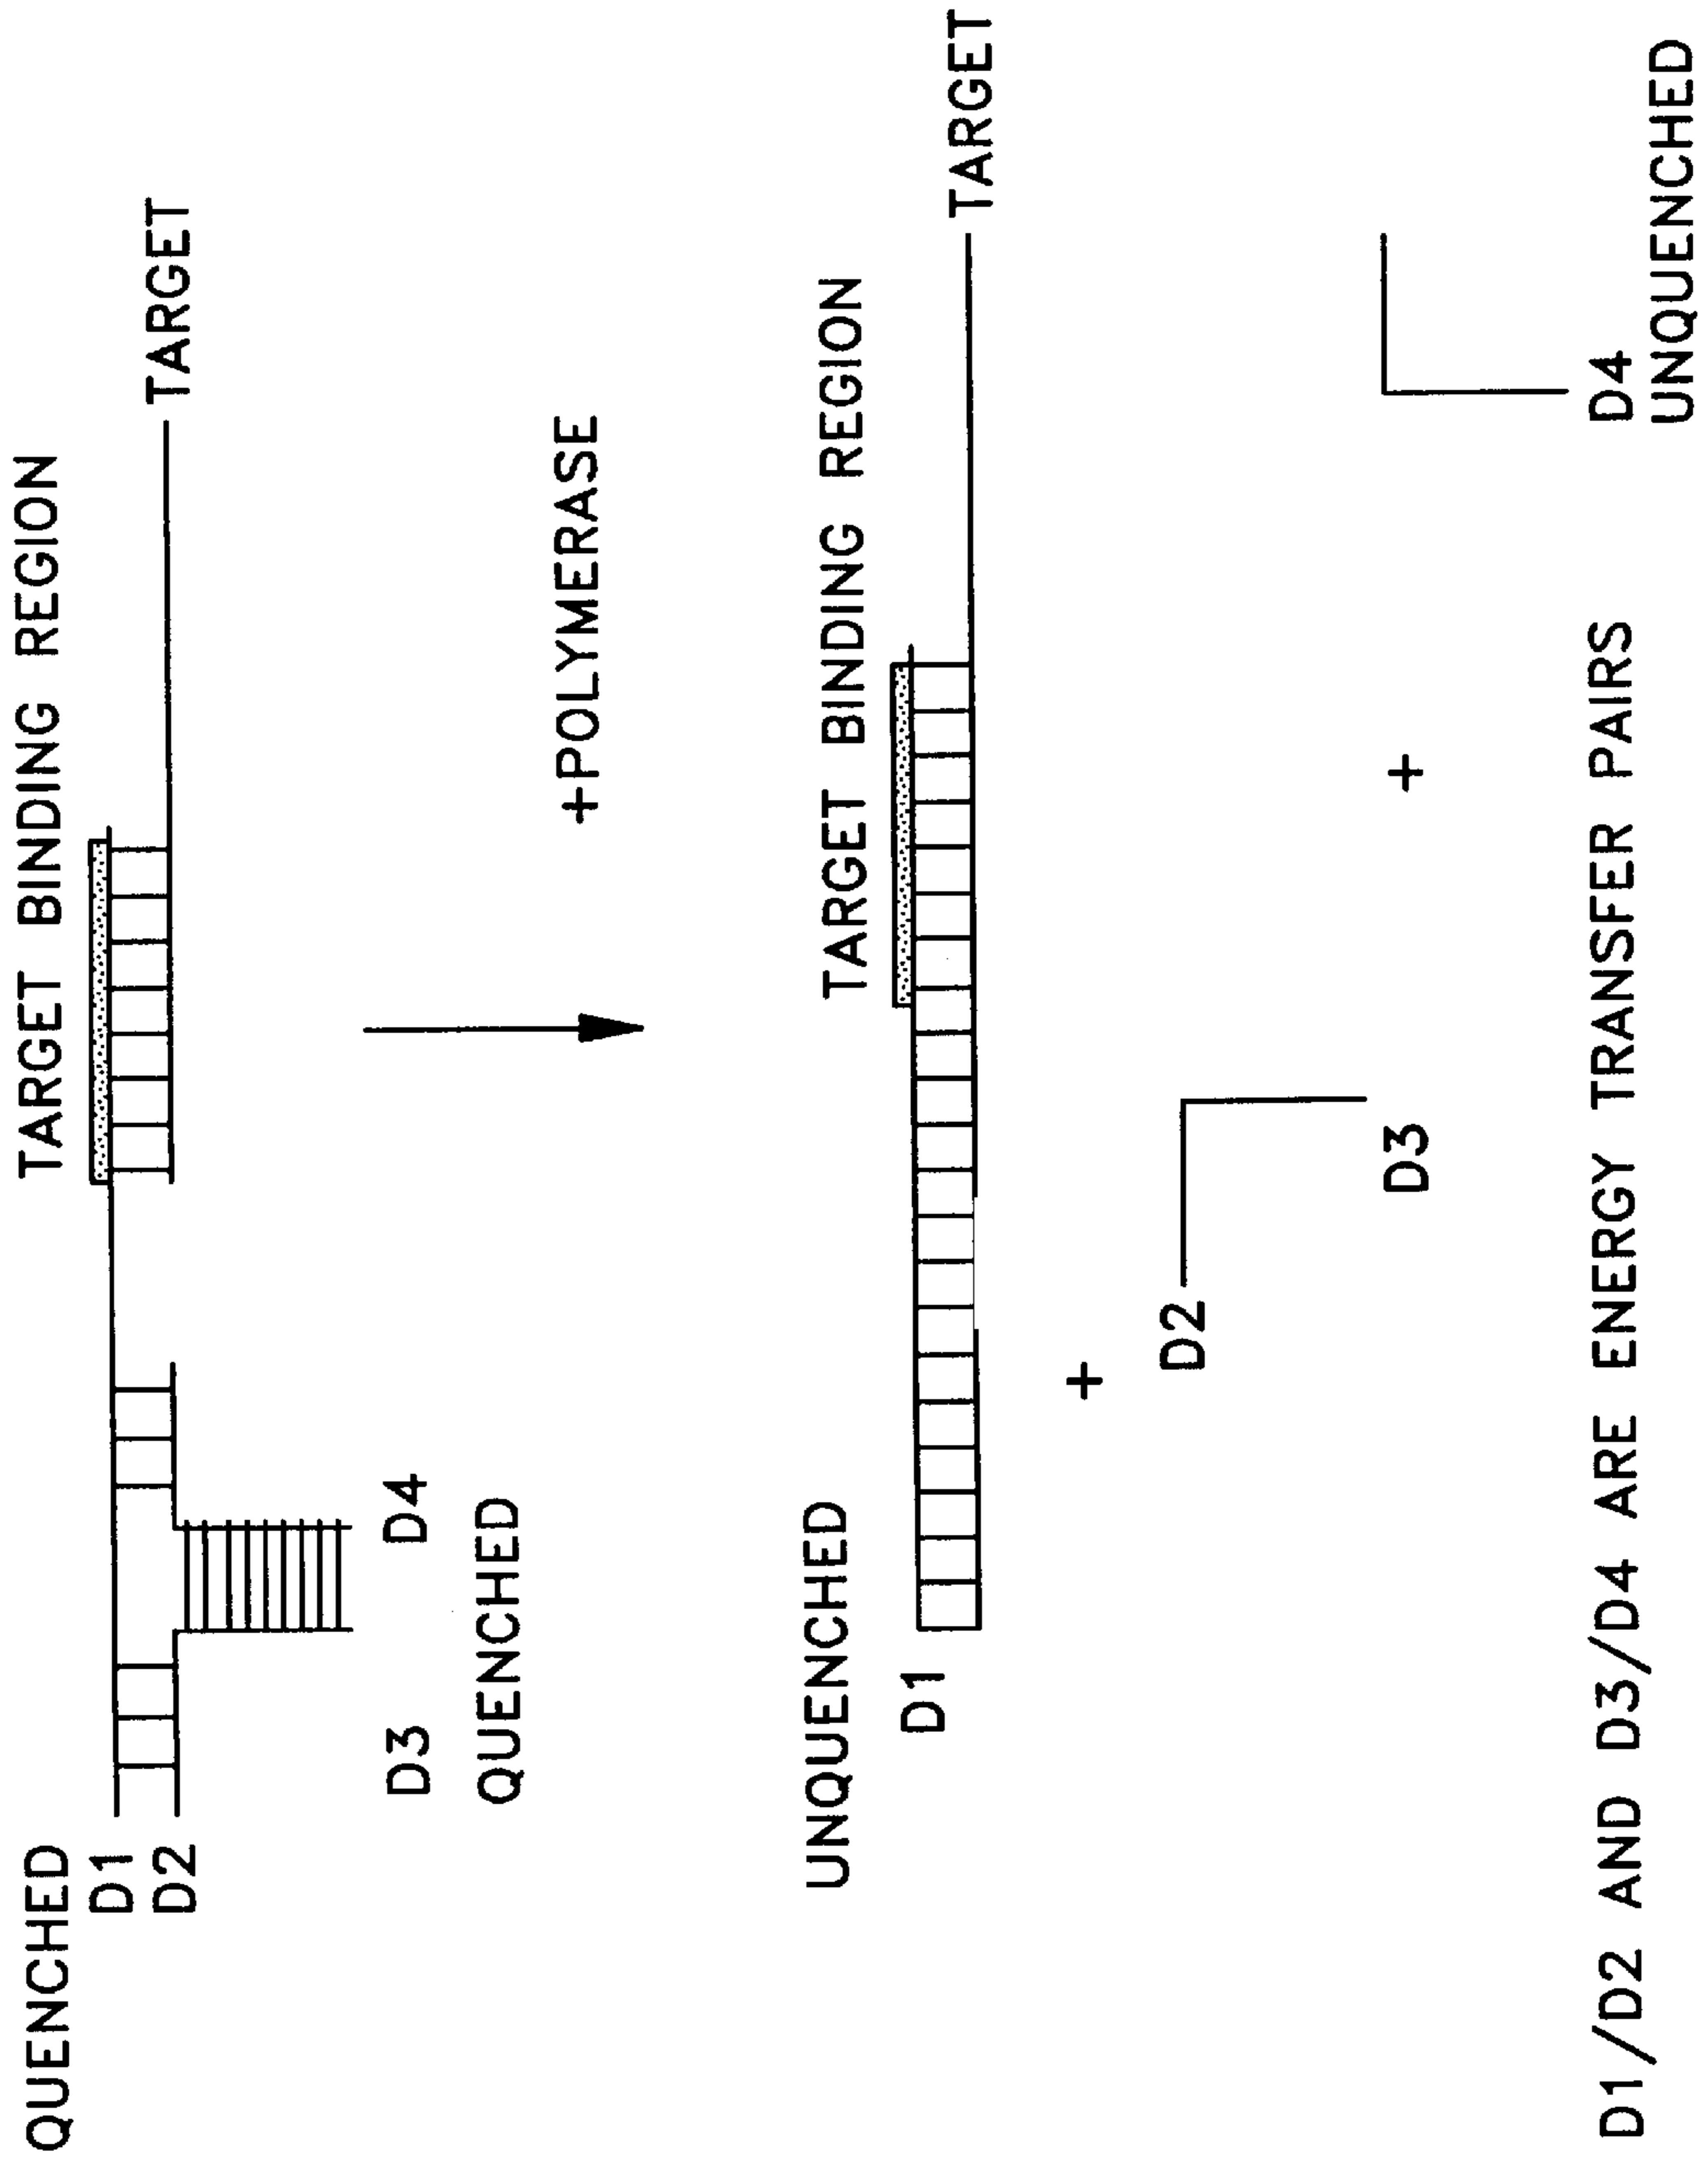 TARGET BINDING REGION
QUENCHED
D1
D2
TARGET
D3
D4
QUENCHED
+POLYMERASE
TARGET BINDING REGION
UNQUENCHED
D1
TARGET
+
D2
D3
+
D4
UNQUENCHED
D1/D2 AND D3/D4 ARE ENERGY TRANSFER PAIRS